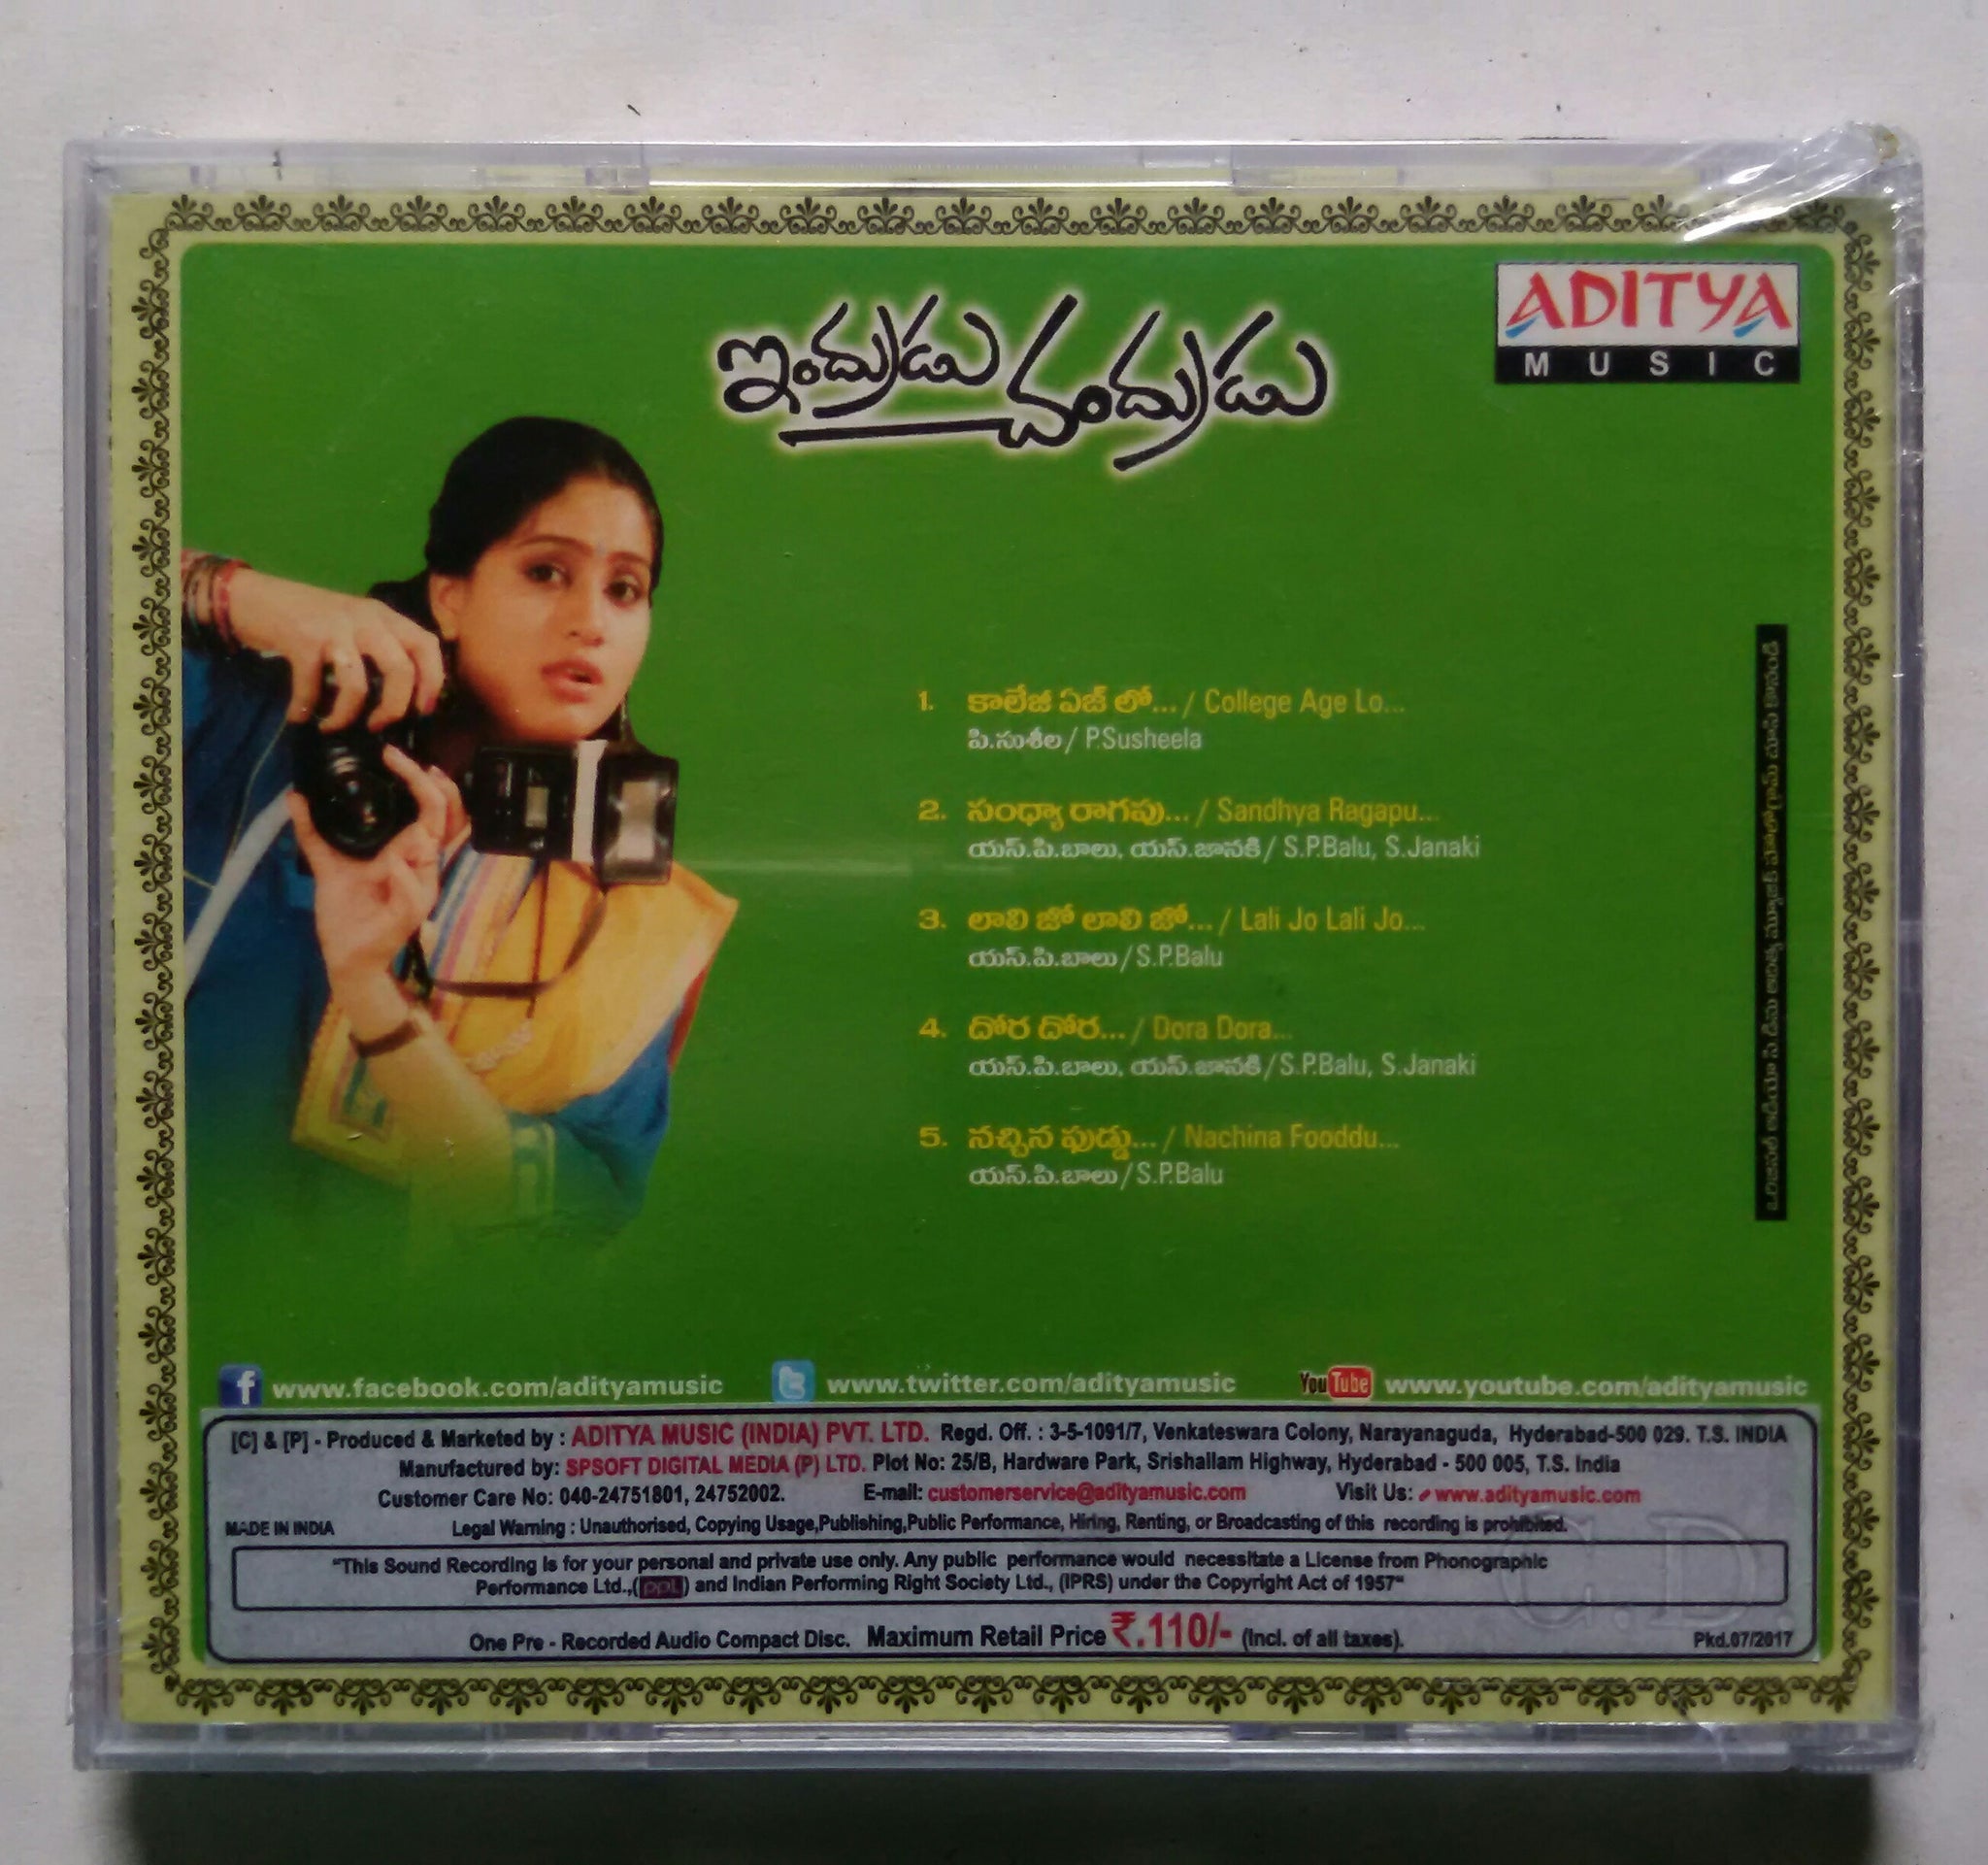 ఇంద్రుడు చంద్రుడు
ADITYA
MUSIC
1. కాలేజీ ఏజ్ లో... / College Age Lo...
పి.సుశీల / P.Susheela
2. సంధ్యా రాగపు... / Sandhya Ragapu...
యస్.పి.బాలు, యస్.జానకి / S.P.Balu, S.Janaki
3. లాలి జో లాలి జో... / Lali Jo Lali Jo...
యస్.పి.బాలు / S.P.Balu
4. దోర దోర... / Dora Dora...
యస్.పి.బాలు, యస్.జానకి / S.P.Balu, S.Janaki
5. నచ్చిన ఫుడ్డు... / Nachina Fooddu...
యస్.పి.బాలు / S.P.Balu
f www.facebook.com/adityamusic
www.twitter.com/adityamusic
YouTube www.youtube.com/adityamusic
[C] & [P] - Produced & Marketed by : ADITYA MUSIC (INDIA) PVT. LTD. Regd. Off. : 3-5-1091/7, Venkateswara Colony, Narayanaguda, Hyderabad-500 029. T.S. INDIA
Manufactured by: SPSOFT DIGITAL MEDIA (P) LTD. Plot No: 25/B, Hardware Park, Srishailam Highway, Hyderabad - 500 005, T.S. India
Customer Care No: 040-24751801, 24752002. E-mail: customerservice@adityamusic.com Visit Us: www.adityamusic.com
MADE IN INDIA Legal Warning : Unauthorised, Copying Usage,Publishing,Public Performance, Hiring, Renting, or Broadcasting of this recording is prohibited.
"This Sound Recording is for your personal and private use only. Any public performance would necessitate a License from Phonographic
Performance Ltd.,(ppl) and Indian Performing Right Society Ltd., (IPRS) under the Copyright Act of 1957"
C.D.
One Pre - Recorded Audio Compact Disc. Maximum Retail Price ₹.110/- (Incl. of all taxes). Pkd.07/2017